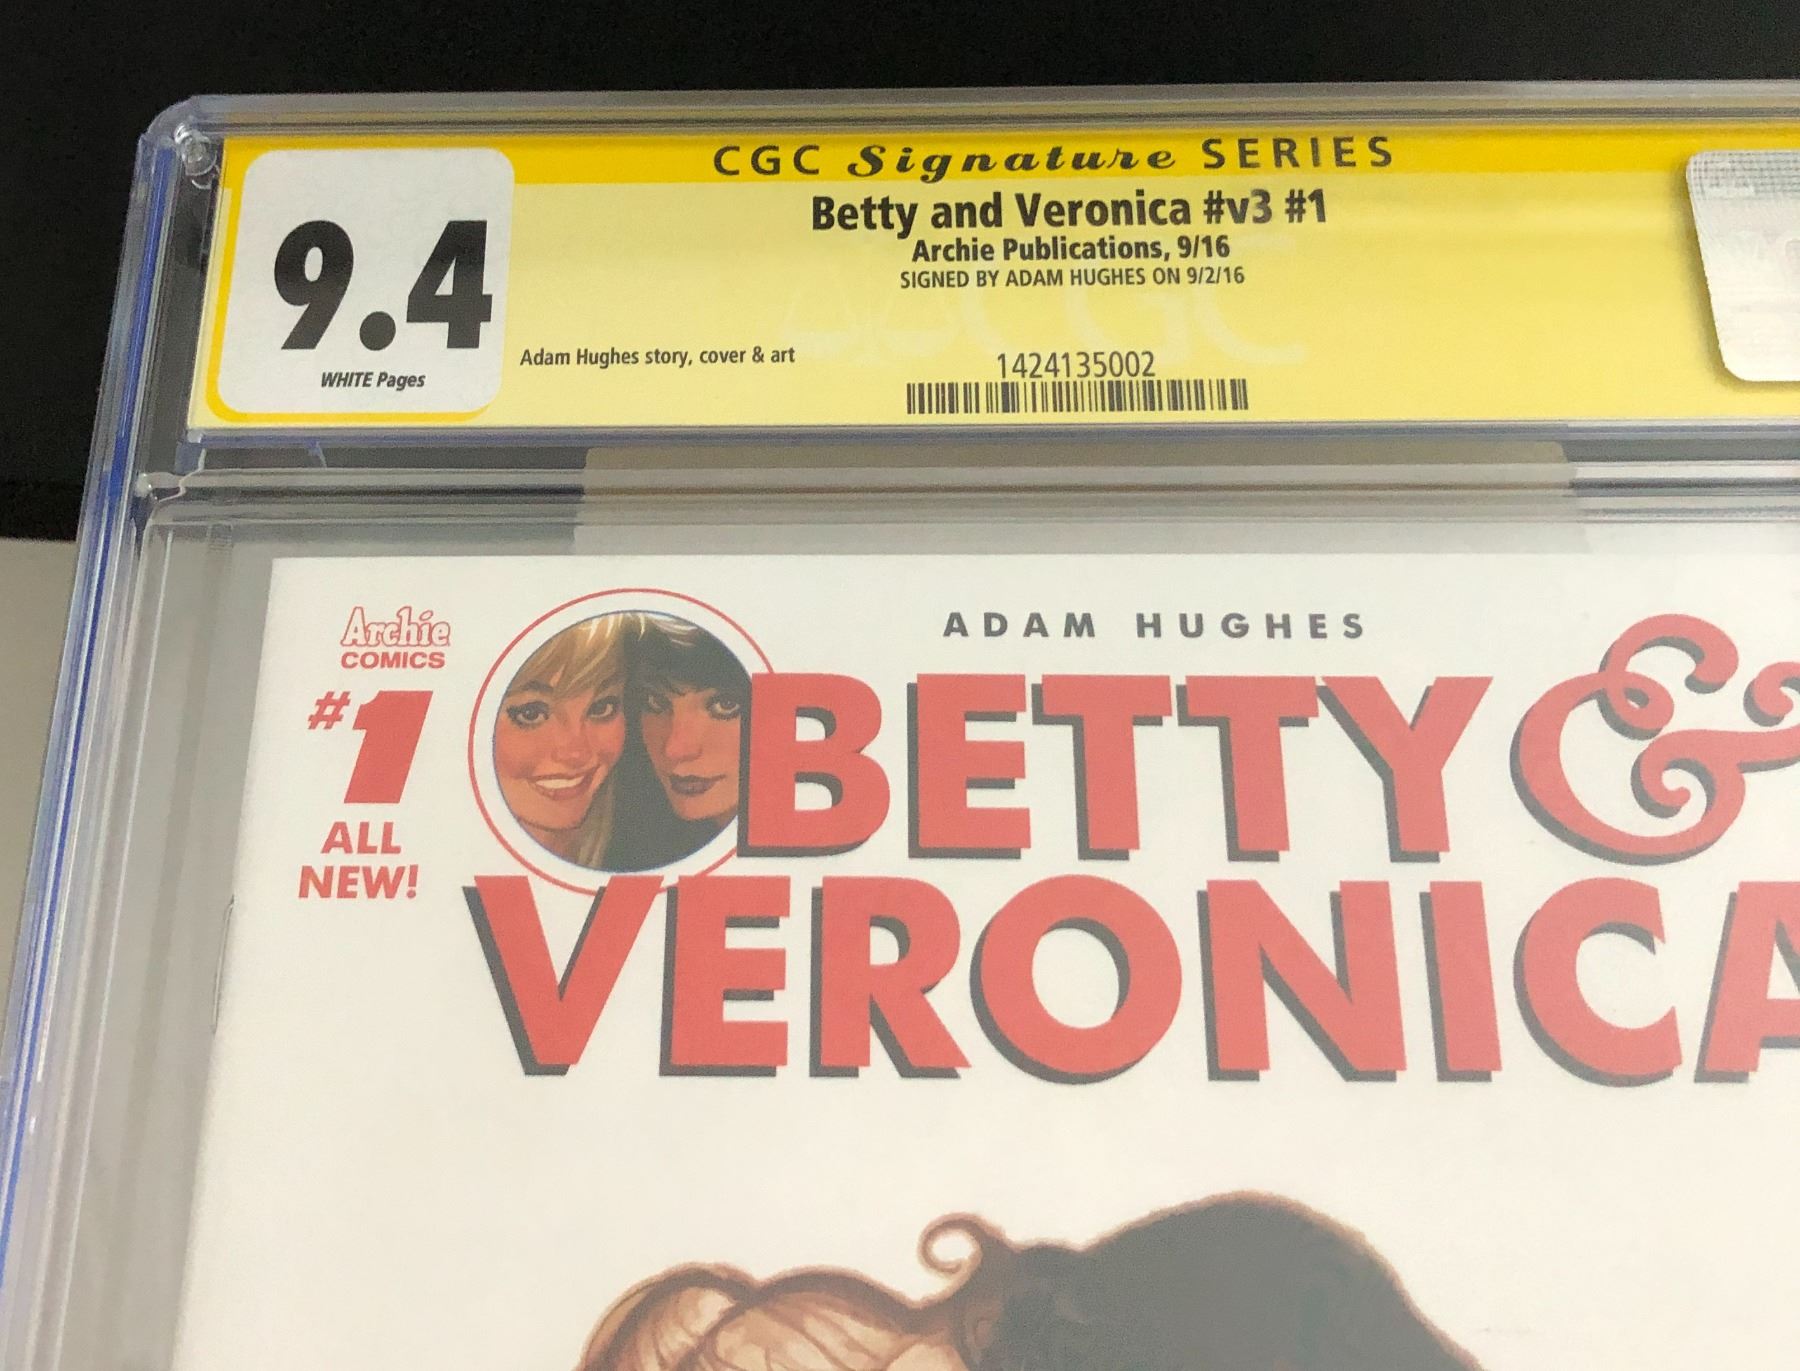 CGC Signature SERIES
Betty and Veronica #v3 #1
Archie Publications, 9/16
SIGNED BY ADAM HUGHES ON 9/2/16
9.4
WHITE Pages
Adam Hughes story, cover & art
1424135002
CGC
Archie
COMICS
#1
ALL
NEW!
ADAM HUGHES
BETTY &
VERONICA